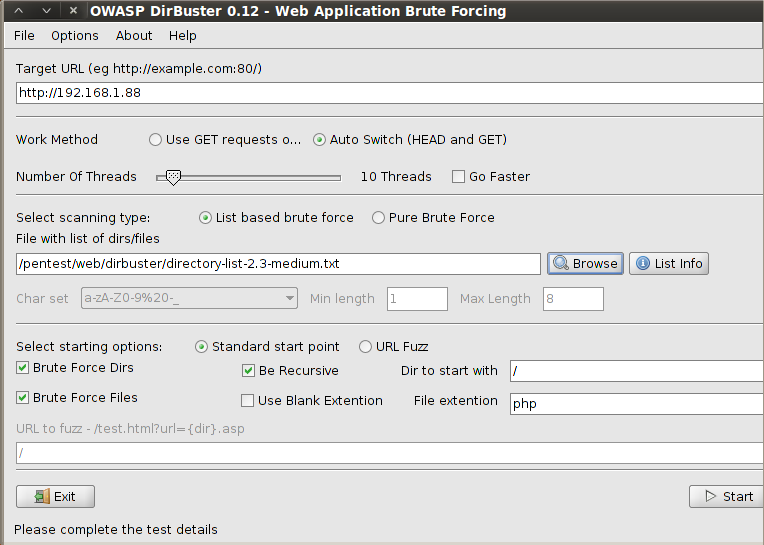 OWASP DirBuster 0.12 - Web Application Brute Forcing
File Options About Help
Target URL (eg http://example.com:80/)
http://192.168.1.88
Work Method Use GET requests o... Auto Switch (HEAD and GET)
Number Of Threads 10 Threads Go Faster
Select scanning type: List based brute force Pure Brute Force
File with list of dirs/files
/pentest/web/dirbuster/directory-list-2.3-medium.txt Browse List Info
Char set a-zA-Z0-9%20-_ Min length 1 Max Length 8
Select starting options: Standard start point URL Fuzz
Brute Force Dirs Be Recursive Dir to start with /
Brute Force Files Use Blank Extention File extention php
URL to fuzz - /test.html?url={dir}.asp
/
Exit Start
Please complete the test details